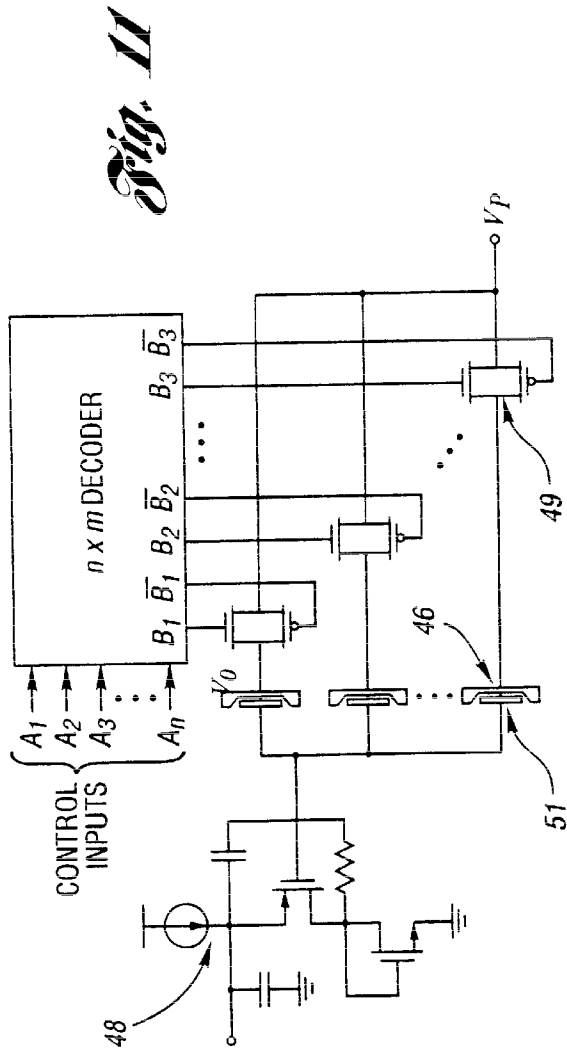 Fig. 11
CONTROL
INPUTS
A1
A2
A3
An
n x m DECODER
B1 B̅1 B2 B̅2 B3 B̅3
V0
VP
48
46
49
51